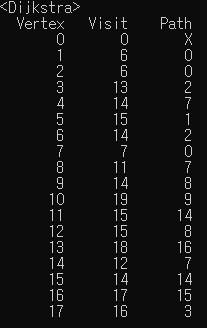 <Dijkstra>
Vertex Visit Path
0 0 X
1 6 0
2 6 0
3 13 2
4 14 7
5 15 1
6 14 2
7 7 0
8 11 7
9 14 8
10 19 9
11 15 14
12 15 8
13 18 16
14 12 7
15 14 14
16 17 15
17 16 3